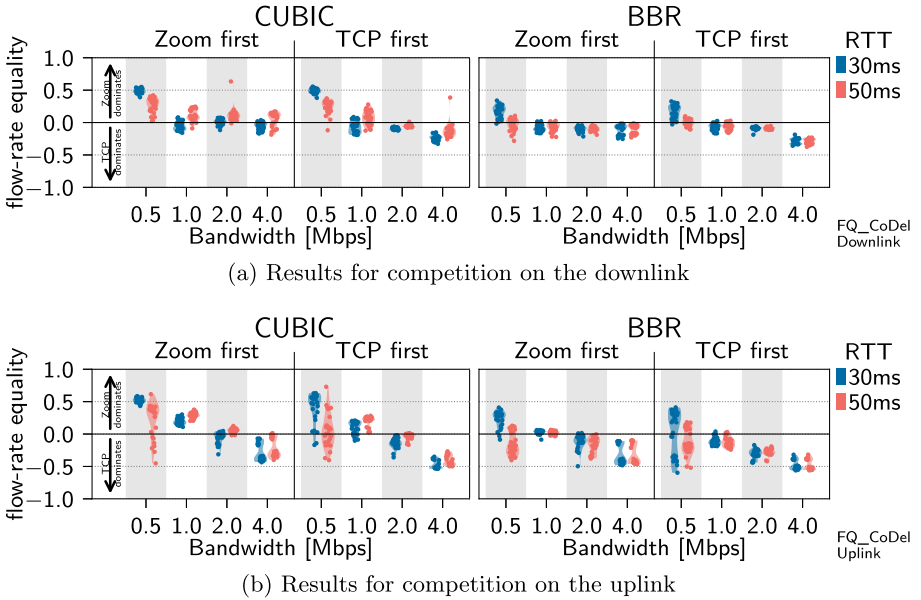 CUBIC BBR
Zoom first TCP first Zoom first TCP first
RTT
30ms
50ms
flow-rate equality
1.0
0.5
0.0
−0.5
−1.0
Zoom
dominates
TCP
dominates
0.5 1.0 2.0 4.0 0.5 1.0 2.0 4.0 0.5 1.0 2.0 4.0 0.5 1.0 2.0 4.0
Bandwidth [Mbps] Bandwidth [Mbps]
FQ_CoDel
Downlink
(a) Results for competition on the downlink
CUBIC BBR
Zoom first TCP first Zoom first TCP first
RTT
30ms
50ms
flow-rate equality
1.0
0.5
0.0
−0.5
−1.0
Zoom
dominates
TCP
dominates
0.5 1.0 2.0 4.0 0.5 1.0 2.0 4.0 0.5 1.0 2.0 4.0 0.5 1.0 2.0 4.0
Bandwidth [Mbps] Bandwidth [Mbps]
FQ_CoDel
Uplink
(b) Results for competition on the uplink